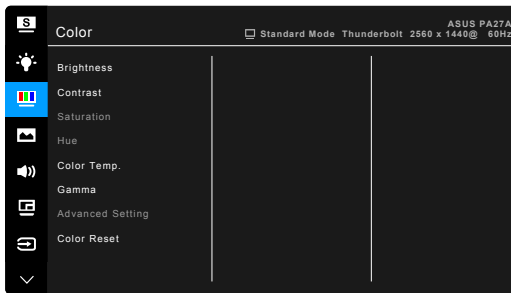 S
Color
ASUS PA27A
Standard Mode Thunderbolt 2560 x 1440@ 60Hz
Brightness
Contrast
Saturation
Hue
Color Temp.
Gamma
Advanced Setting
Color Reset